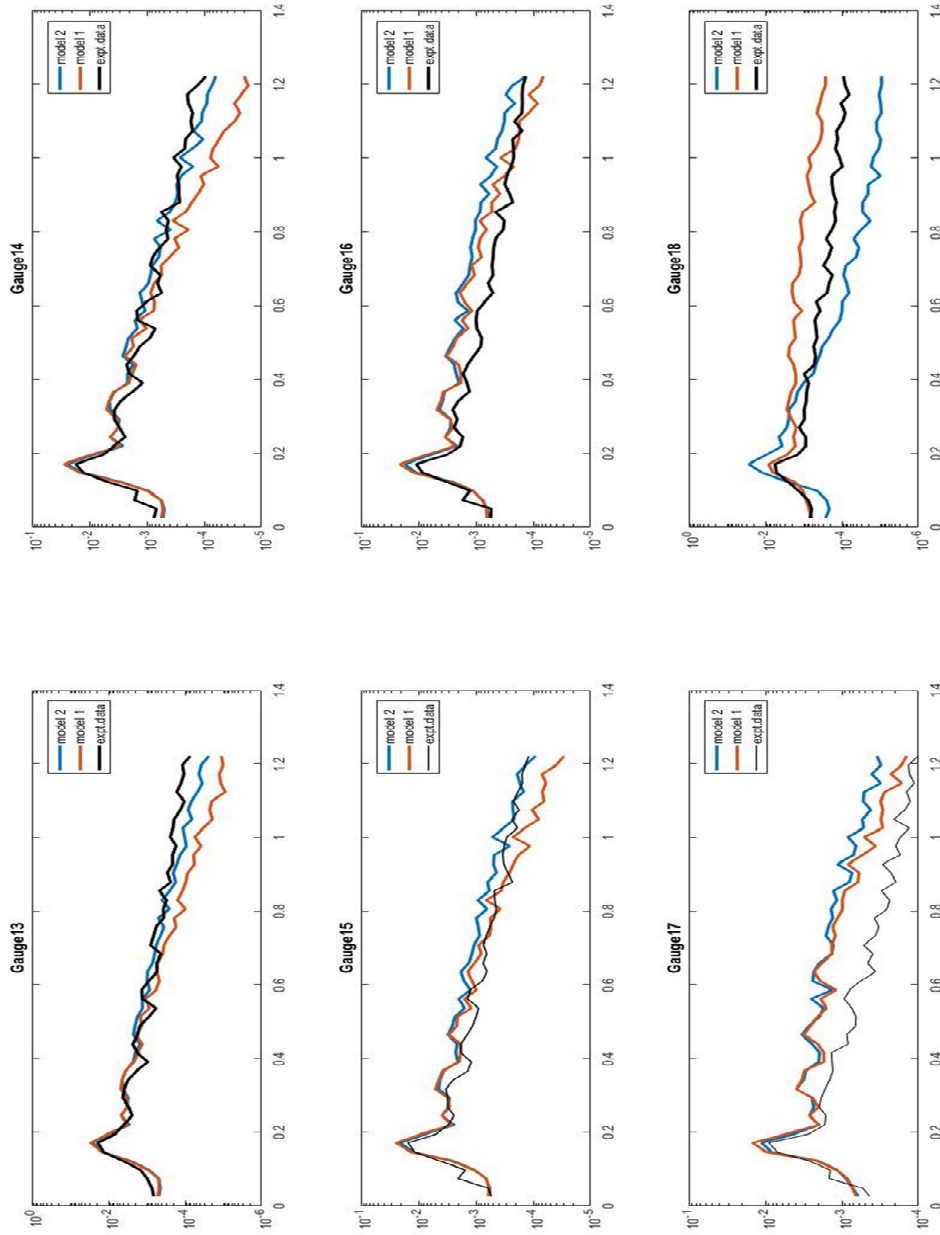 Gauge13
10⁰
10⁻²
10⁻⁴
10⁻⁶
0 0.2 0.4 0.6 0.8 1 1.2 1.4
model 2
model 1
expt.data
Gauge14
10⁻¹
10⁻²
10⁻³
10⁻⁴
10⁻⁵
0 0.2 0.4 0.6 0.8 1 1.2 1.4
model 2
model 1
expt.data
Gauge15
10⁻¹
10⁻²
10⁻³
10⁻⁴
10⁻⁵
0 0.2 0.4 0.6 0.8 1 1.2 1.4
model 2
model 1
expt.data
Gauge16
10⁻¹
10⁻²
10⁻³
10⁻⁴
10⁻⁵
0 0.2 0.4 0.6 0.8 1 1.2 1.4
model 2
model 1
expt.data
Gauge17
10⁻¹
10⁻²
10⁻³
10⁻⁴
0 0.2 0.4 0.6 0.8 1 1.2 1.4
model 2
model 1
expt.data
Gauge18
10⁰
10⁻²
10⁻⁴
10⁻⁶
0 0.2 0.4 0.6 0.8 1 1.2 1.4
model 2
model 1
expt.data